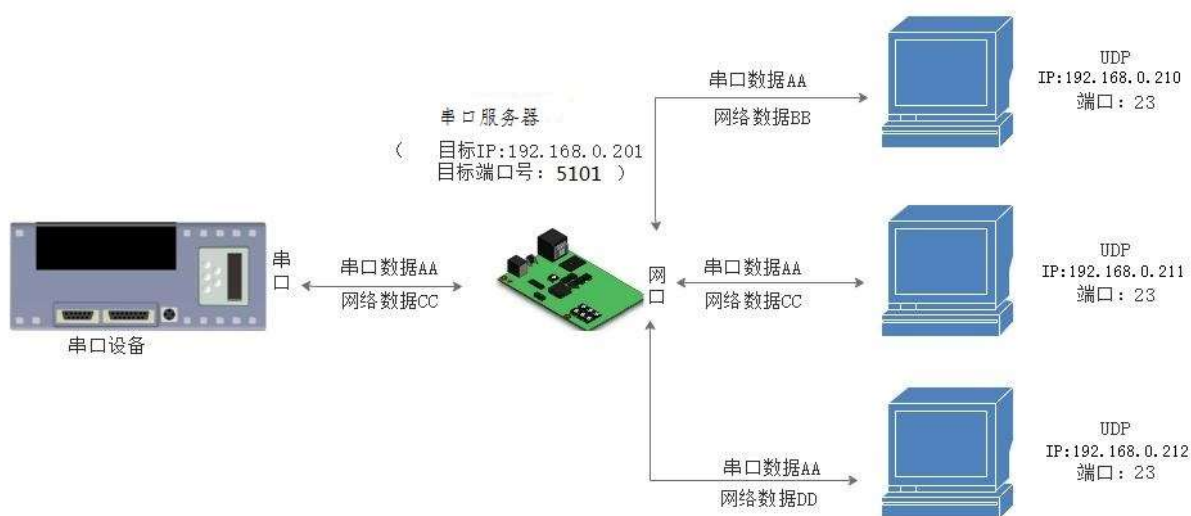 串口数据AA
网络数据BB
UDP
IP:192.168.0.210
端口：23
串口服务器
（ 目标IP:192.168.0.201
目标端口号：5101 ）
串口
串口数据AA
网络数据CC
网口
串口数据AA
网络数据CC
UDP
IP:192.168.0.211
端口：23
串口设备
串口数据AA
网络数据DD
UDP
IP:192.168.0.212
端口：23